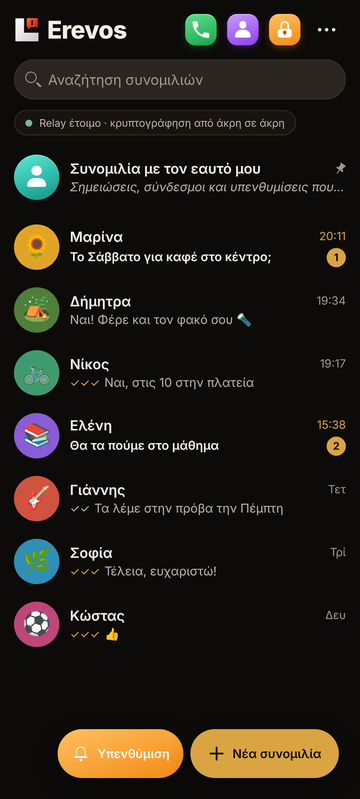 Erevos
Αναζήτηση συνομιλιών
Relay έτοιμο · κρυπτογράφηση από άκρη σε άκρη
Συνομιλία με τον εαυτό μου
Σημειώσεις, σύνδεσμοι και υπενθυμίσεις που...
Μαρίνα 20:11
Το Σάββατο για καφέ στο κέντρο; 1
Δήμητρα 19:34
Ναι! Φέρε και τον φακό σου 🔦
Νίκος 19:17
✓✓✓ Ναι, στις 10 στην πλατεία
Ελένη 15:38
Θα τα πούμε στο μάθημα 2
Γιάννης Τετ
✓✓ Τα λέμε στην πρόβα την Πέμπτη
Σοφία Τρί
✓✓✓ Τέλεια, ευχαριστώ!
Κώστας Δευ
✓✓✓ 👍
Υπενθύμιση
Νέα συνομιλία